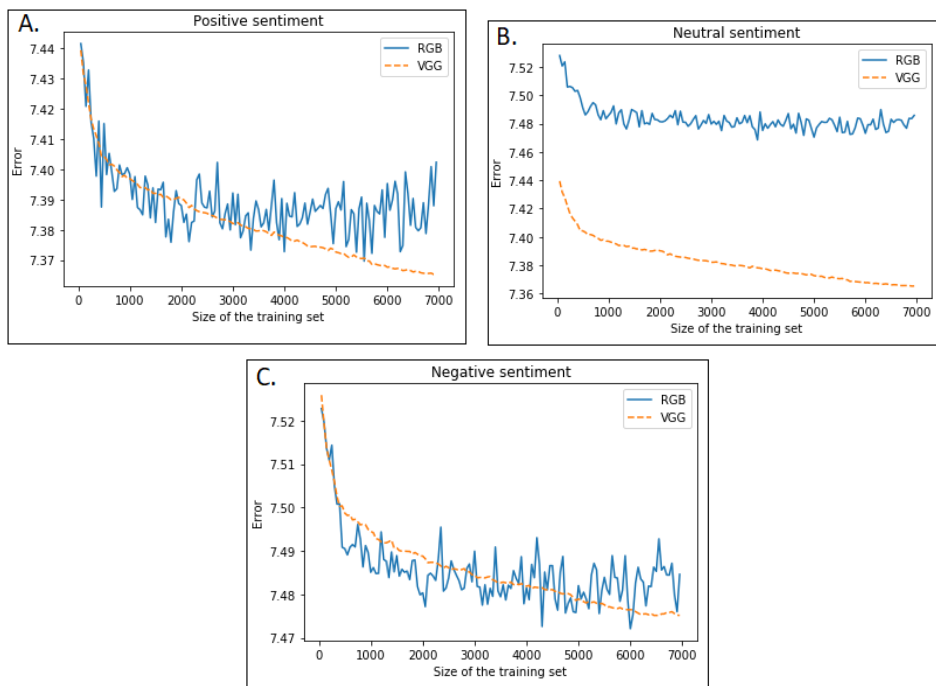 A.
Positive sentiment
RGB
VGG
7.44
7.43
7.42
7.41
7.40
7.39
7.38
7.37
Error
0 1000 2000 3000 4000 5000 6000 7000
Size of the training set
B.
Neutral sentiment
RGB
VGG
7.52
7.50
7.48
7.46
7.44
7.42
7.40
7.38
7.36
Error
0 1000 2000 3000 4000 5000 6000 7000
Size of the training set
C.
Negative sentiment
RGB
VGG
7.52
7.51
7.50
7.49
7.48
7.47
Error
0 1000 2000 3000 4000 5000 6000 7000
Size of the training set